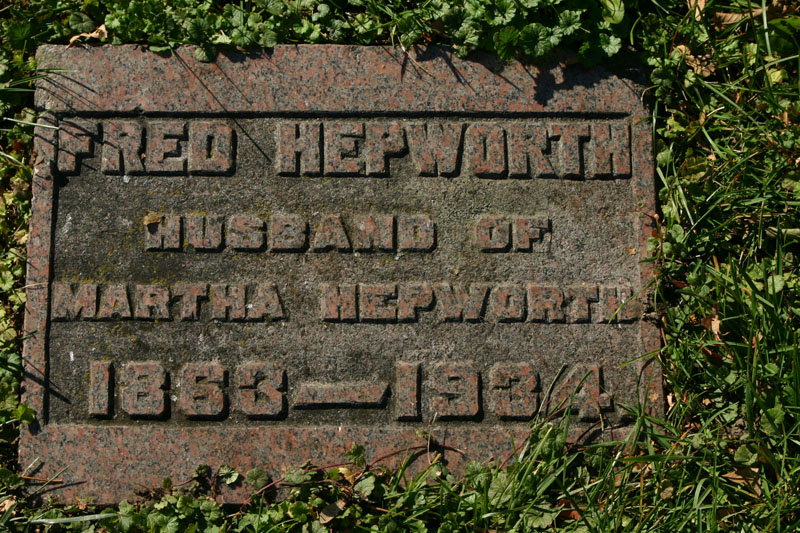 FRED HEPWORTH
HUSBAND OF
MARTHA HEPWORTH
1863—1934